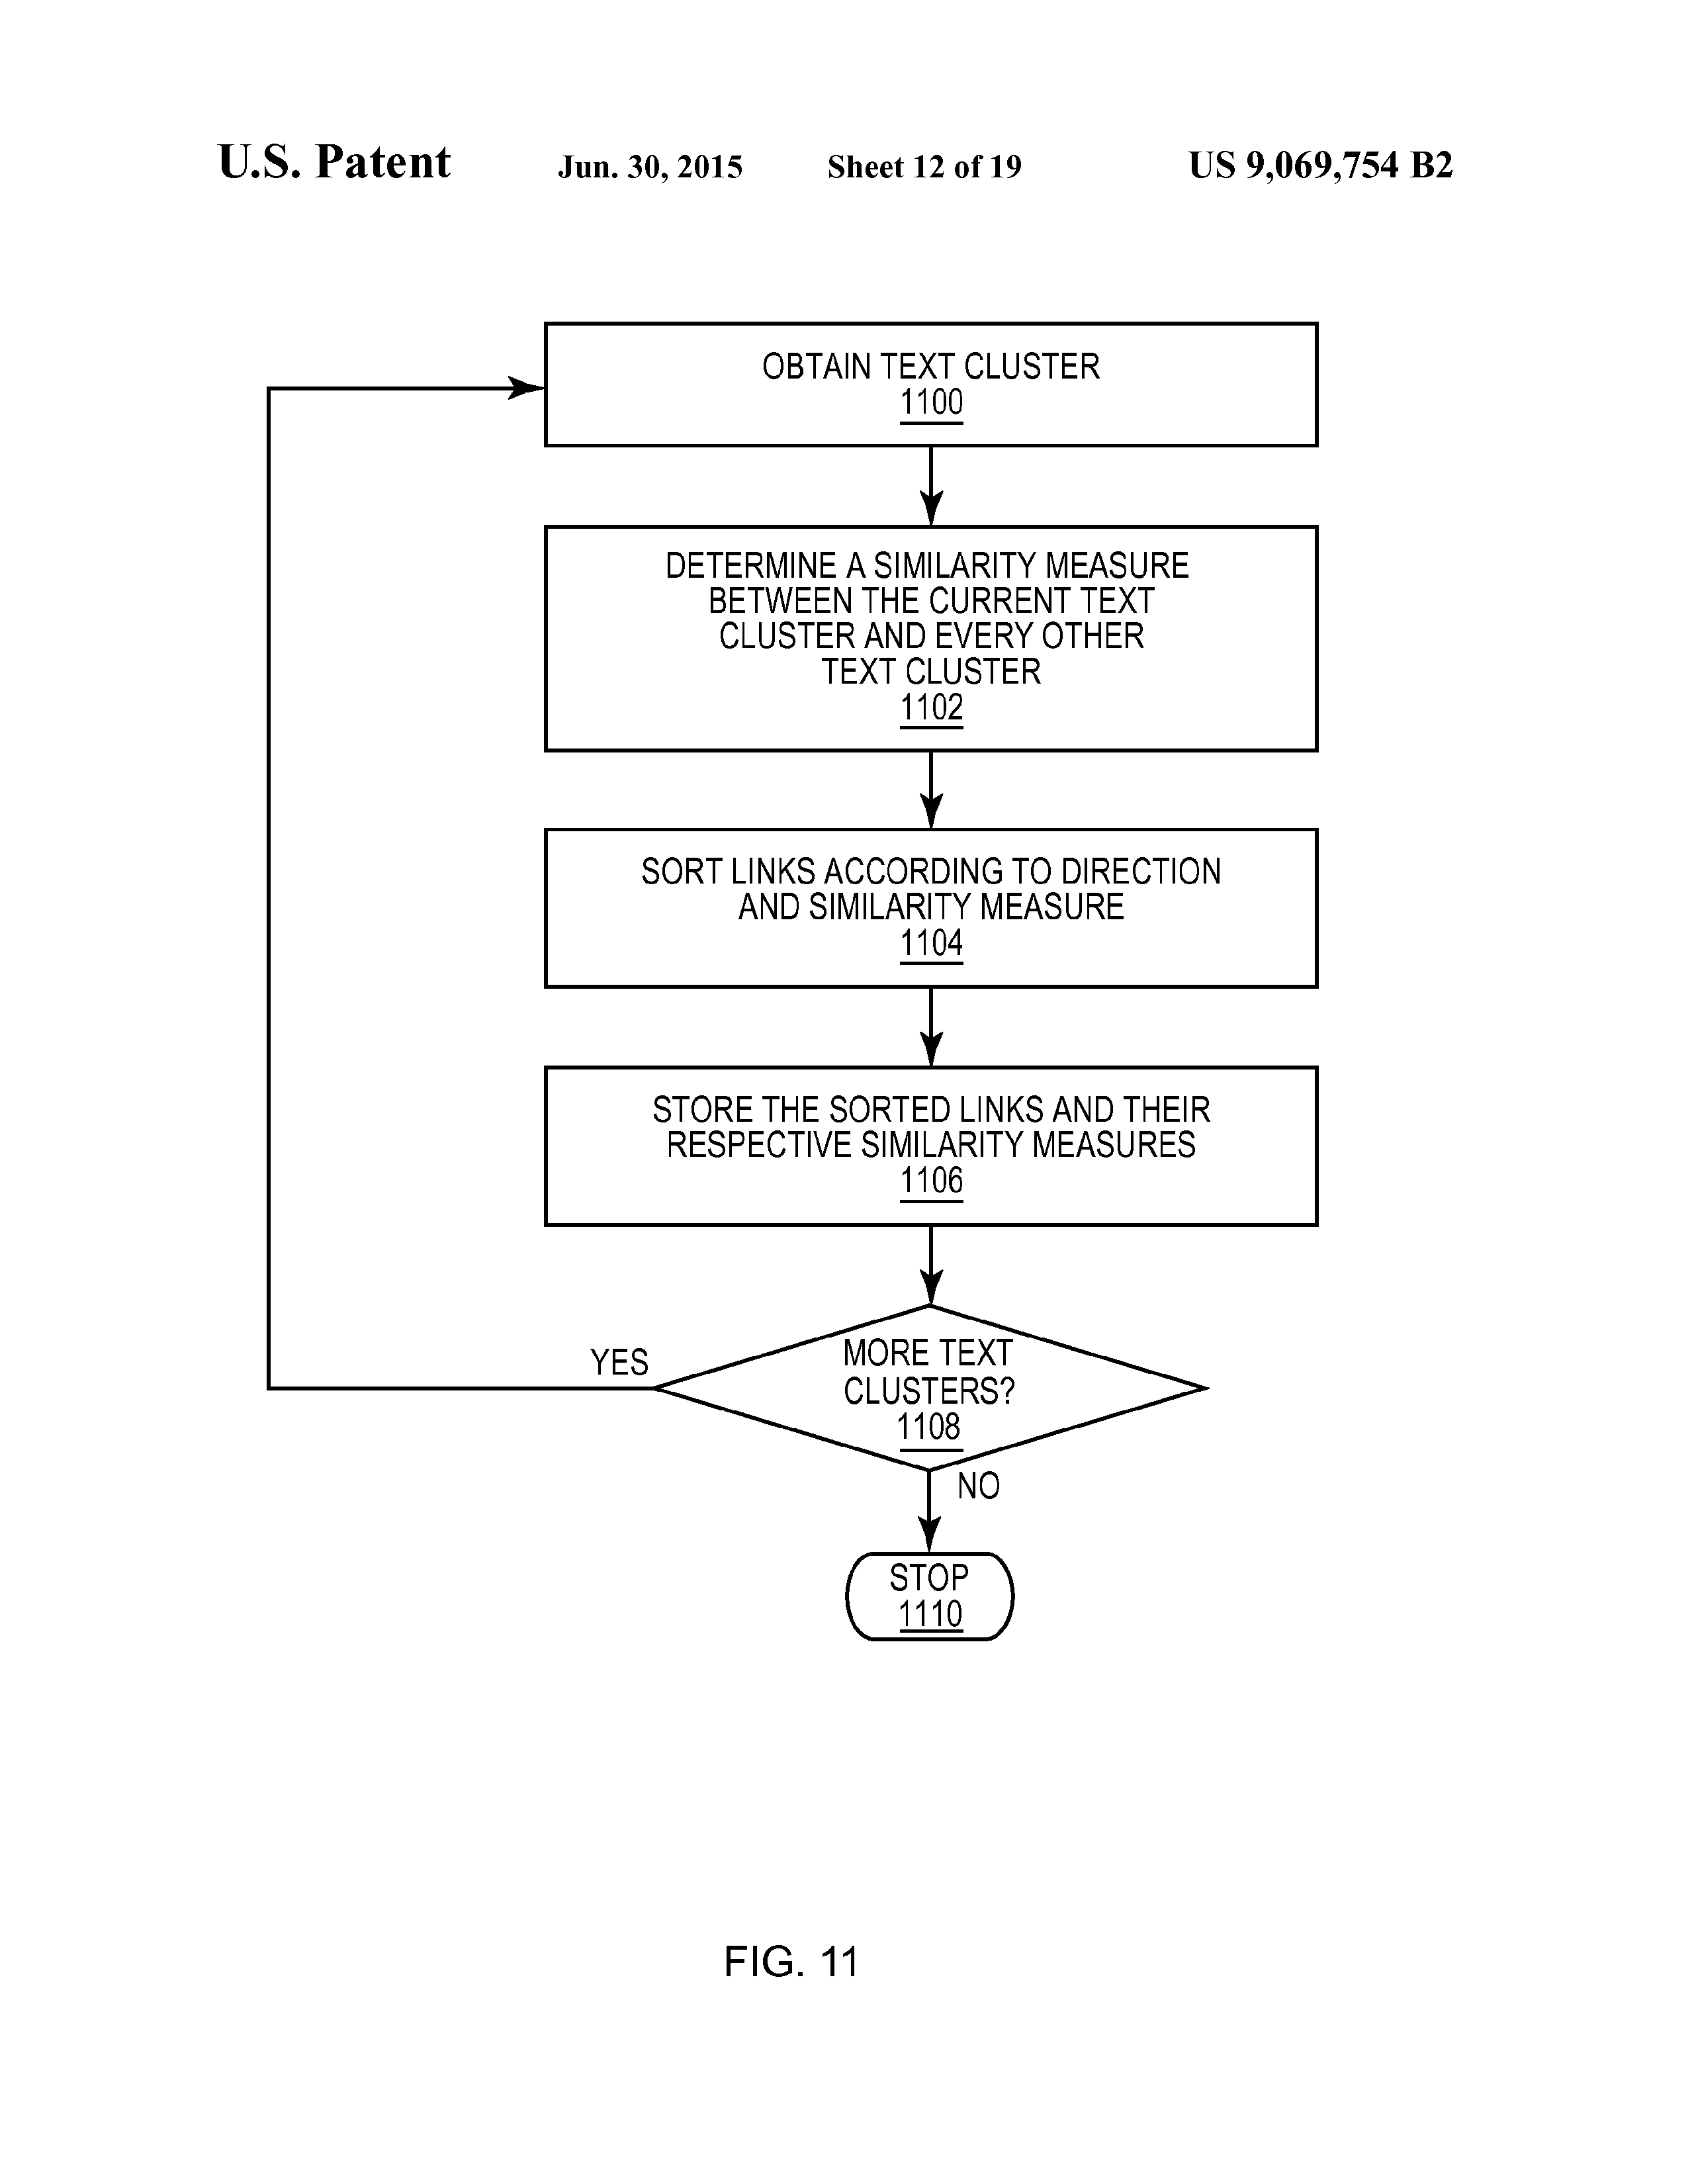 U.S. Patent Jun. 30, 2015 Sheet 12 of 19 US 9,069,754 B2
OBTAIN TEXT CLUSTER
1100
DETERMINE A SIMILARITY MEASURE
BETWEEN THE CURRENT TEXT
CLUSTER AND EVERY OTHER
TEXT CLUSTER
1102
SORT LINKS ACCORDING TO DIRECTION
AND SIMILARITY MEASURE
1104
STORE THE SORTED LINKS AND THEIR
RESPECTIVE SIMILARITY MEASURES
1106
YES
MORE TEXT
CLUSTERS?
1108
NO
STOP
1110
FIG. 11